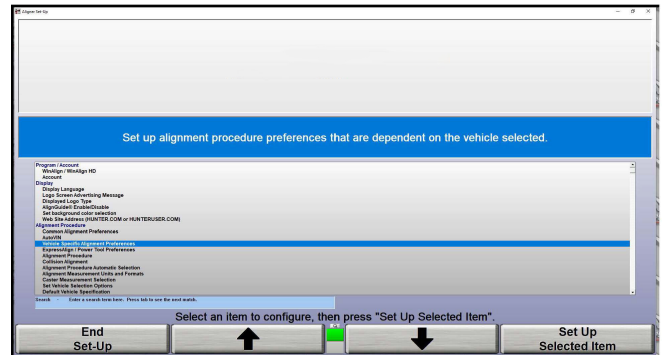 Aligner Set-Up
Set up alignment procedure preferences that are dependent on the vehicle selected.
Program / Account
WinAlign / WinAlign HD
Account
Display
Display Language
Logo Screen Advertising Message
Displayed Logo Type
AlignGuide® Enable/Disable
Set background color selection
Web Site Address (HUNTER.COM or HUNTERUSER.COM)
Alignment Procedure
Common Alignment Preferences
AutoVIN
Vehicle Specific Alignment Preferences
ExpressAlign / Power Tool Preferences
Alignment Procedure
Collision Alignment
Alignment Procedure Automatic Selection
Alignment Measurement Units and Formats
Caster Measurement Selection
Set Vehicle Selection Options
Default Vehicle Specification
Search - Enter a search term here. Press tab to see the next match.
Select an item to configure, then press "Set Up Selected Item".
End
Set-Up
Set Up
Selected Item